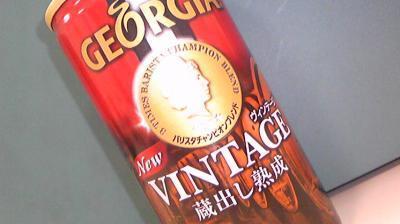 GEORGIA
3 TIMES BARISTA CHAMPION BLEND
バリスタチャンピオンブレンド
New
ヴィンテージ
VINTAGE
蔵出し熟成